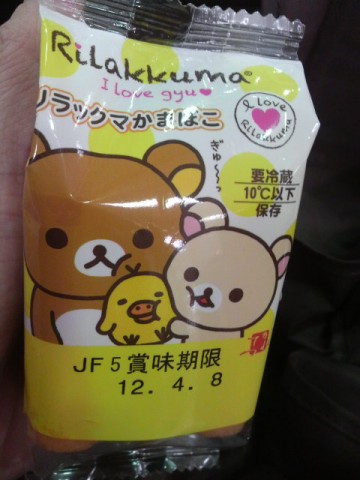 Rilakkuma®
I love gyu♥
リラックマかまぼこ
I Love
Rilakkuma
ぎゅ〜〜っ
要冷蔵
10℃以下
保存
JF5賞味期限
12.4.8